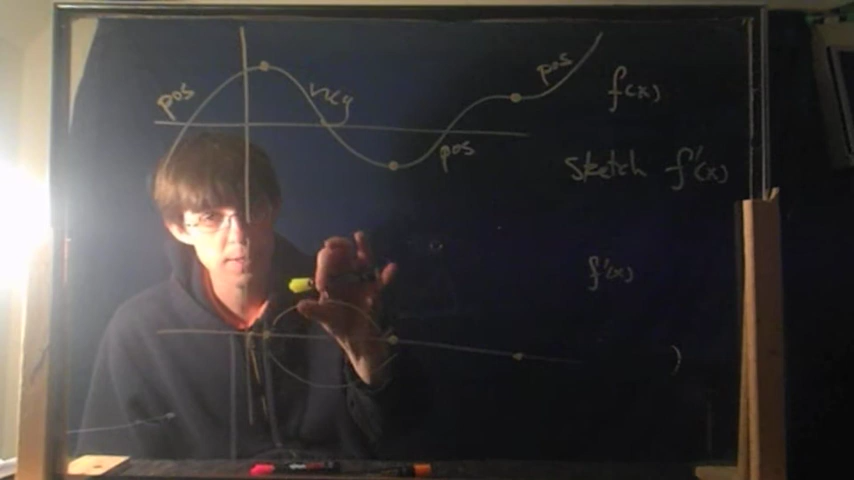 pos
neg
pos
pos
f(x)
sketch f'(x)
f'(x)